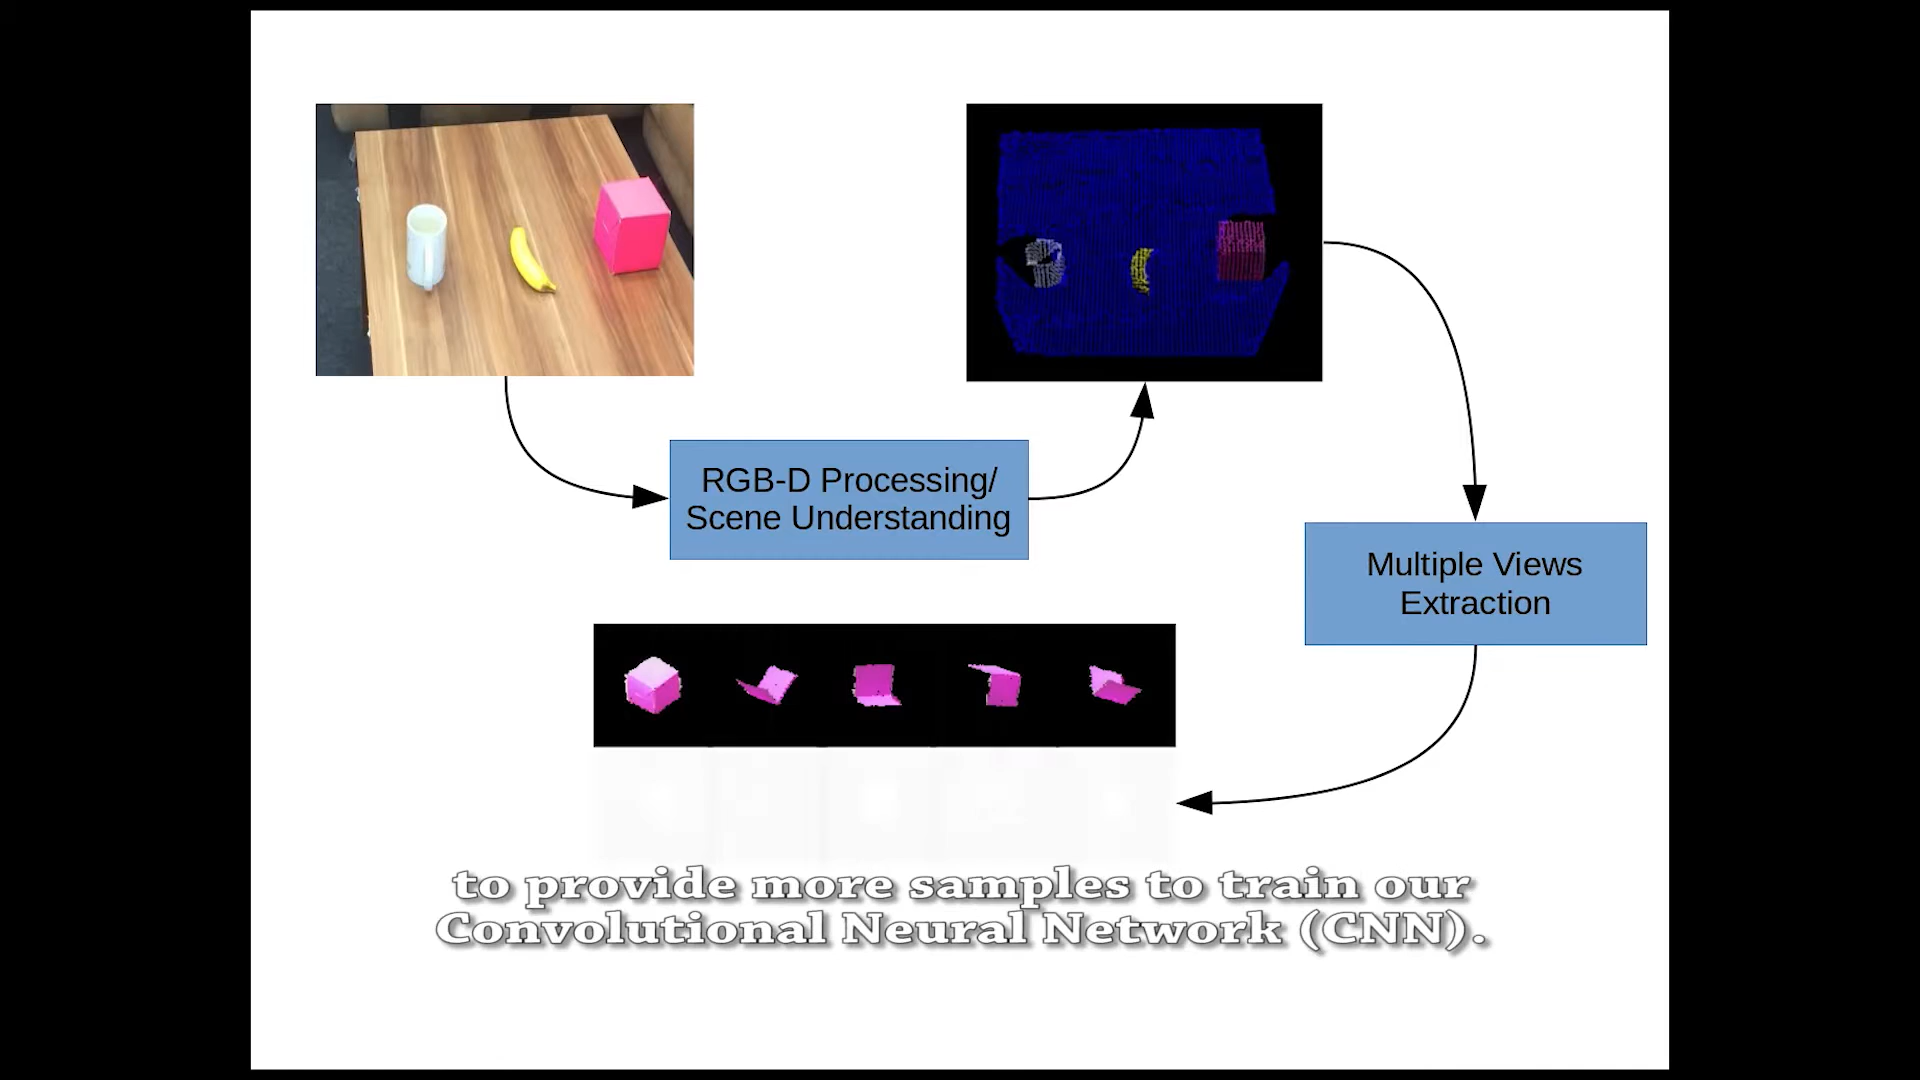 RGB-D Processing/
Scene Understanding
Multiple Views
Extraction
to provide more samples to train our
Convolutional Neural Network (CNN).